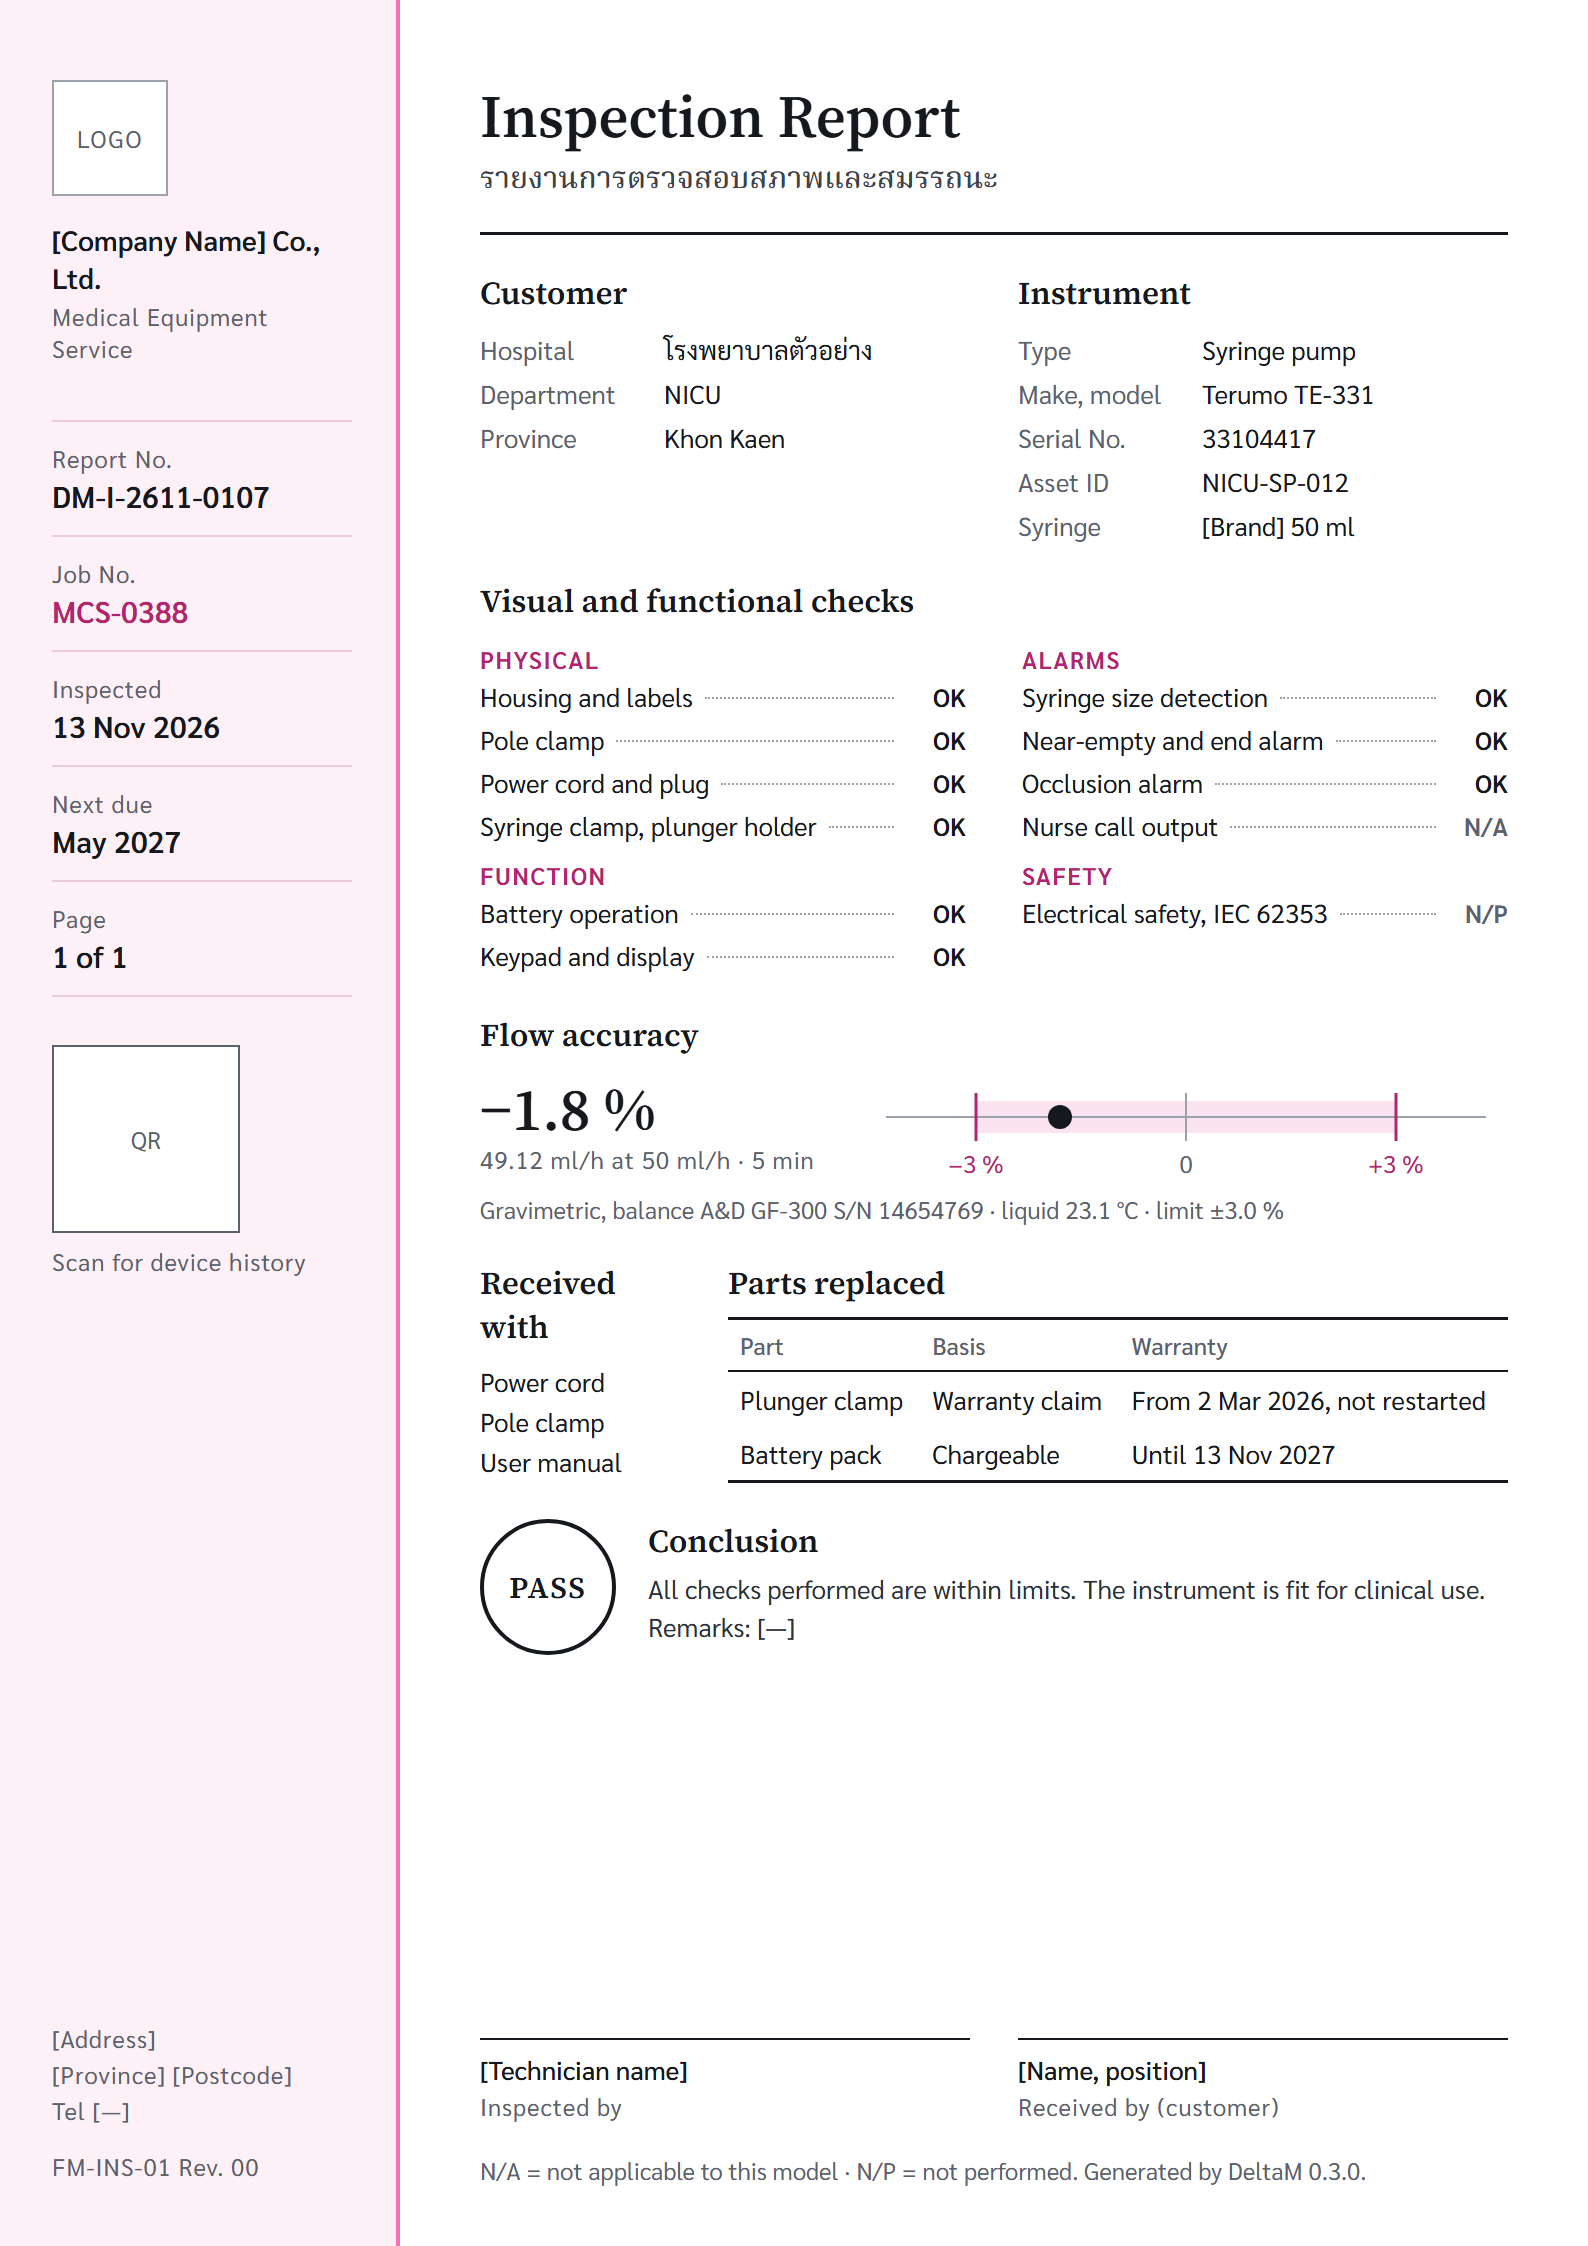 LOGO
[Company Name] Co.,
Ltd.
Medical Equipment
Service
Report No.
DM-I-2611-0107
Job No.
MCS-0388
Inspected
13 Nov 2026
Next due
May 2027
Page
1 of 1
QR
Scan for device history
[Address]
[Province] [Postcode]
Tel [—]
FM-INS-01 Rev. 00
Inspection Report
รายงานการตรวจสอบสภาพและสมรรถนะ
Customer
Hospital โรงพยาบาลตัวอย่าง
Department NICU
Province Khon Kaen
Instrument
Type Syringe pump
Make, model Terumo TE-331
Serial No. 33104417
Asset ID NICU-SP-012
Syringe [Brand] 50 ml
Visual and functional checks
PHYSICAL
Housing and labels OK
Pole clamp OK
Power cord and plug OK
Syringe clamp, plunger holder OK
FUNCTION
Battery operation OK
Keypad and display OK
ALARMS
Syringe size detection OK
Near-empty and end alarm OK
Occlusion alarm OK
Nurse call output N/A
SAFETY
Electrical safety, IEC 62353 N/P
Flow accuracy
−1.8 %
49.12 ml/h at 50 ml/h · 5 min
−3 % 0 +3 %
Gravimetric, balance A&D GF-300 S/N 14654769 · liquid 23.1 °C · limit ±3.0 %
Received
with
Power cord
Pole clamp
User manual
Parts replaced
Part Basis Warranty
Plunger clamp Warranty claim From 2 Mar 2026, not restarted
Battery pack Chargeable Until 13 Nov 2027
PASS
Conclusion
All checks performed are within limits. The instrument is fit for clinical use.
Remarks: [—]
[Technician name]
Inspected by
[Name, position]
Received by (customer)
N/A = not applicable to this model · N/P = not performed. Generated by DeltaM 0.3.0.